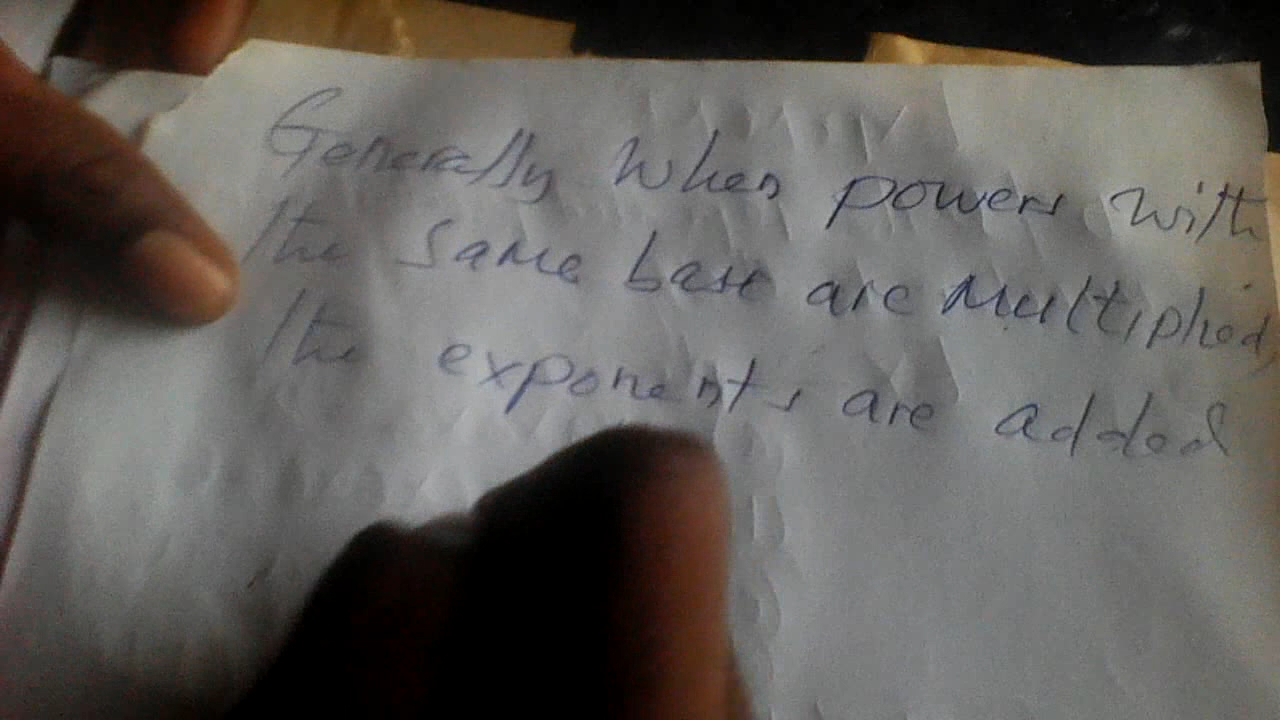 Generally when powers with
the same base are multiplied,
the exponents are added